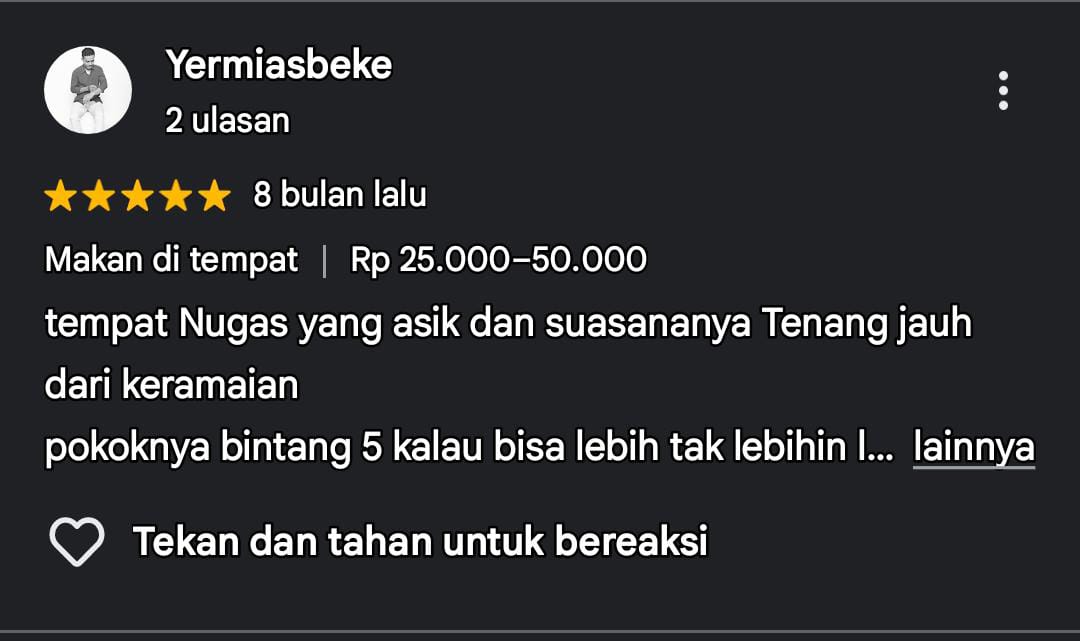 Yermiasbeke
2 ulasan
8 bulan lalu
Makan di tempat | Rp 25.000–50.000
tempat Nugas yang asik dan suasananya Tenang jauh
dari keramaian
pokoknya bintang 5 kalau bisa lebih tak lebihin l... lainnya
Tekan dan tahan untuk bereaksi